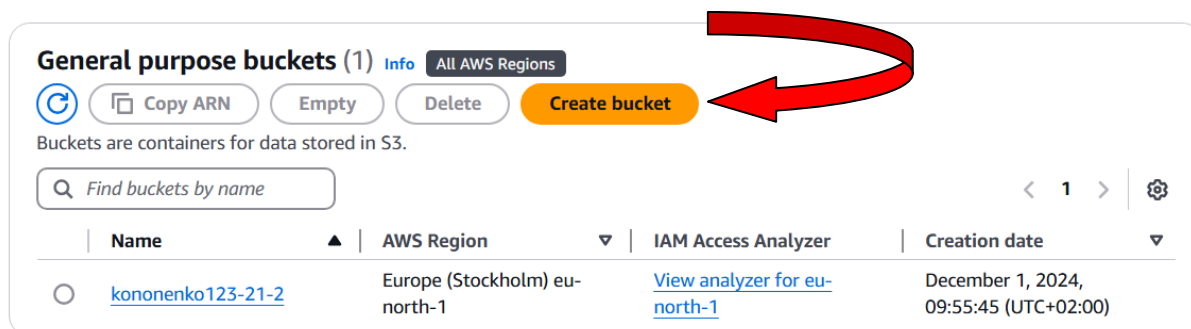 General purpose buckets (1) Info All AWS Regions
Copy ARN Empty Delete Create bucket
Buckets are containers for data stored in S3.
Find buckets by name 1
Name AWS Region IAM Access Analyzer Creation date
kononenko123-21-2 Europe (Stockholm) eu- View analyzer for eu- December 1, 2024,
north-1 north-1 09:55:45 (UTC+02:00)